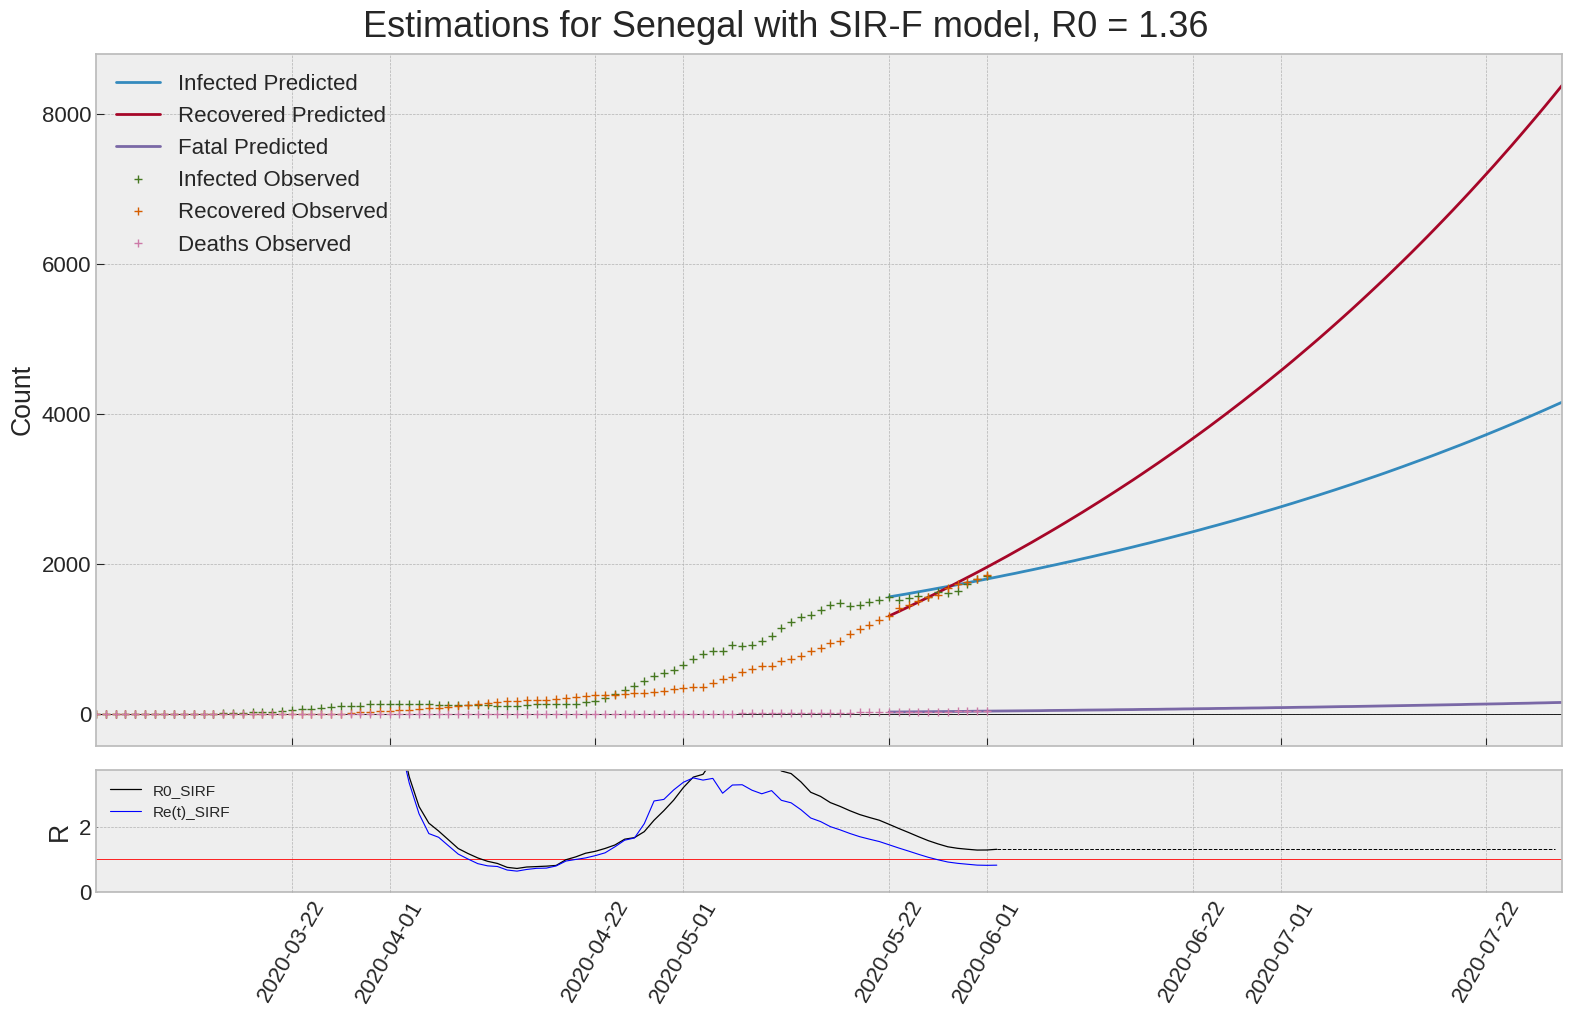 Estimations for Senegal with SIR-F model, R0 = 1.36
Infected Predicted
Recovered Predicted
Fatal Predicted
Infected Observed
Recovered Observed
Deaths Observed
8000
6000
4000
2000
0
Count
R0_SIRF
Re(t)_SIRF
2
0
R
2020-03-22
2020-04-01
2020-04-22
2020-05-01
2020-05-22
2020-06-01
2020-06-22
2020-07-01
2020-07-22